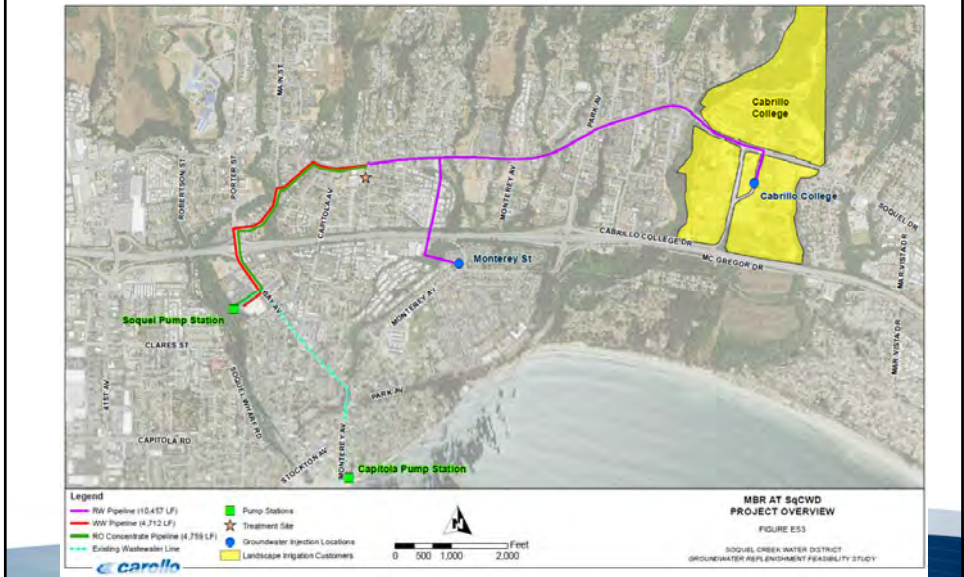 MAIN ST
ROBERTSON ST
PORTER ST
CAPITOLA AV
MONTEREY AV
PARK AV
Cabrillo
College
Cabrillo College
SOQUEL DR
MAR VISTA DR
CABRILLO COLLEGE DR
MC GREGOR DR
Monterey St
MONTEREY AV
BAY AV
Soquel Pump Station
CLARES ST
41ST AV
SOQUEL WHARF RD
MAR VISTA DR
PARK AV
CAPITOLA RD
STOCKTON AV
MONTEREY AV
Capitola Pump Station
Legend
RW Pipeline (10,457 LF)
WW Pipeline (4,712 LF)
RO Concentrate Pipeline (4,759 LF)
Existing Wastewater Line
Pump Stations
Treatment Site
Groundwater Injection Locations
Landscape Irrigation Customers
N
0 500 1,000 2,000 Feet
MBR AT SqCWD
PROJECT OVERVIEW
FIGURE ES3
SOQUEL CREEK WATER DISTRICT
GROUNDWATER REPLENISHMENT FEASIBILITY STUDY
carollo